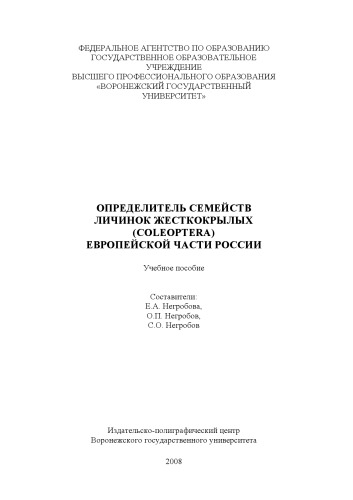 ФЕДЕРАЛЬНОЕ АГЕНТСТВО ПО ОБРАЗОВАНИЮ
ГОСУДАРСТВЕННОЕ ОБРАЗОВАТЕЛЬНОЕ
УЧРЕЖДЕНИЕ
ВЫСШЕГО ПРОФЕССИОНАЛЬНОГО ОБРАЗОВАНИЯ
«ВОРОНЕЖСКИЙ ГОСУДАРСТВЕННЫЙ
УНИВЕРСИТЕТ»
ОПРЕДЕЛИТЕЛЬ СЕМЕЙСТВ
ЛИЧИНОК ЖЕСТКОКРЫЛЫХ
(COLEOPTERA)
ЕВРОПЕЙСКОЙ ЧАСТИ РОССИИ
Учебное пособие
Составители:
Е.А. Негробова,
О.П. Негробов,
С.О. Негробов
Издательско-полиграфический центр
Воронежского государственного университета
2008